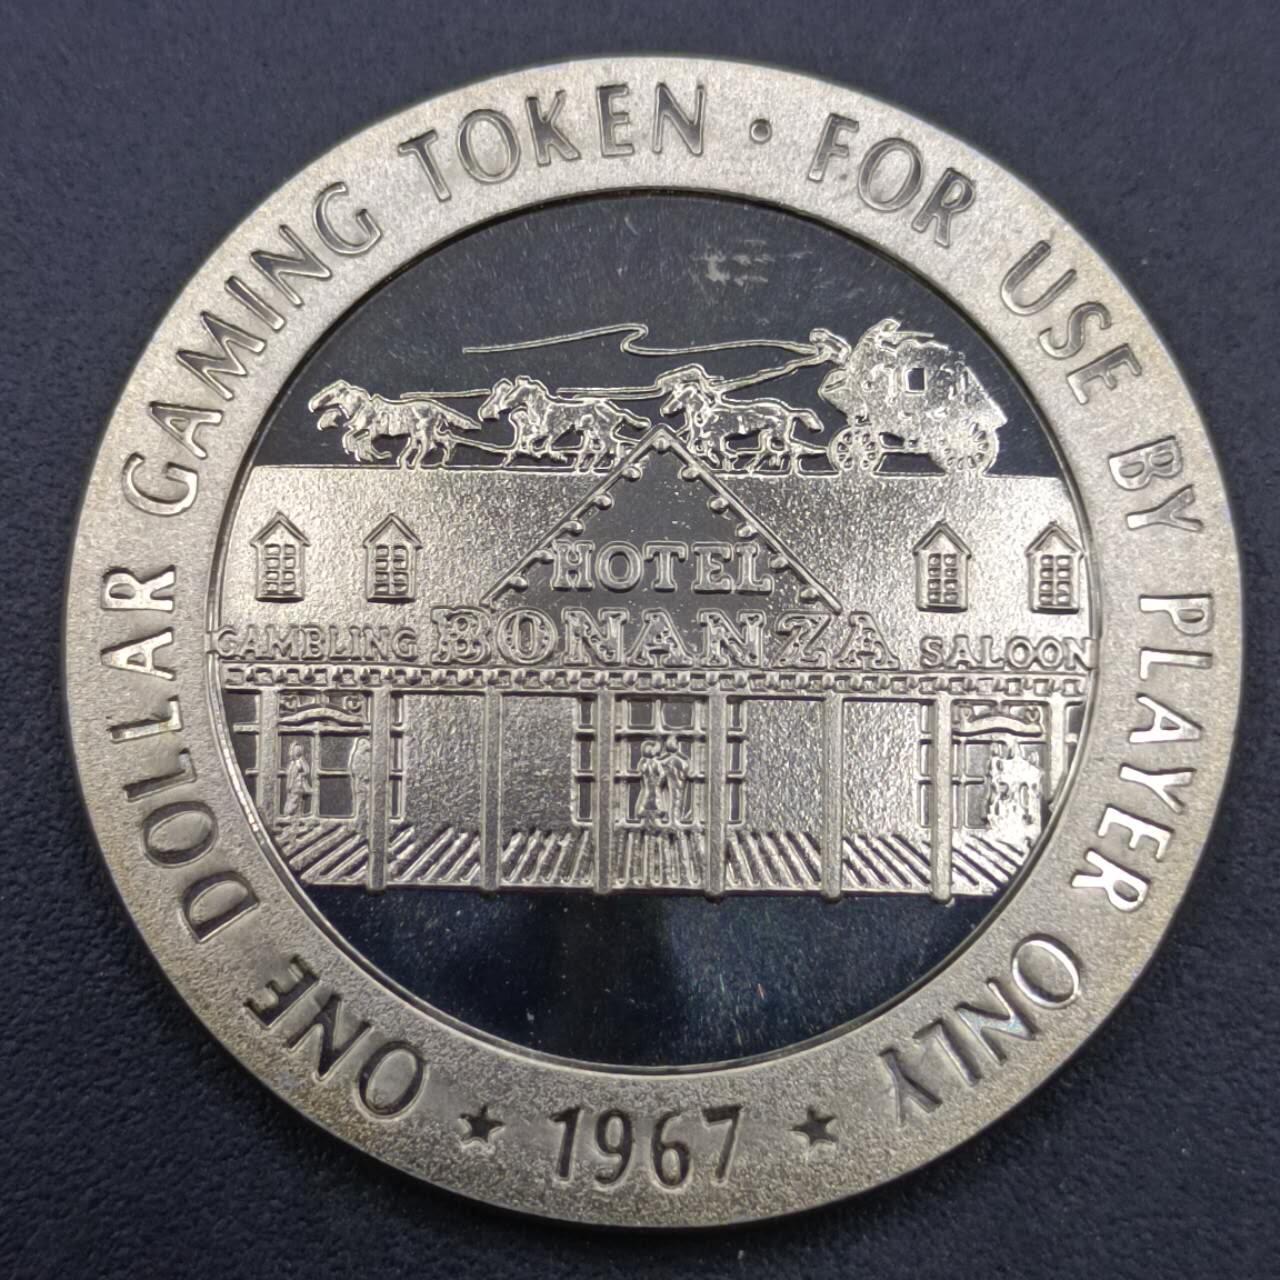 ONE DOLLAR GAMING TOKEN · FOR USE BY PLAYER ONLY
HOTEL
GAMBLING BONANZA SALOON
★ 1967 ★